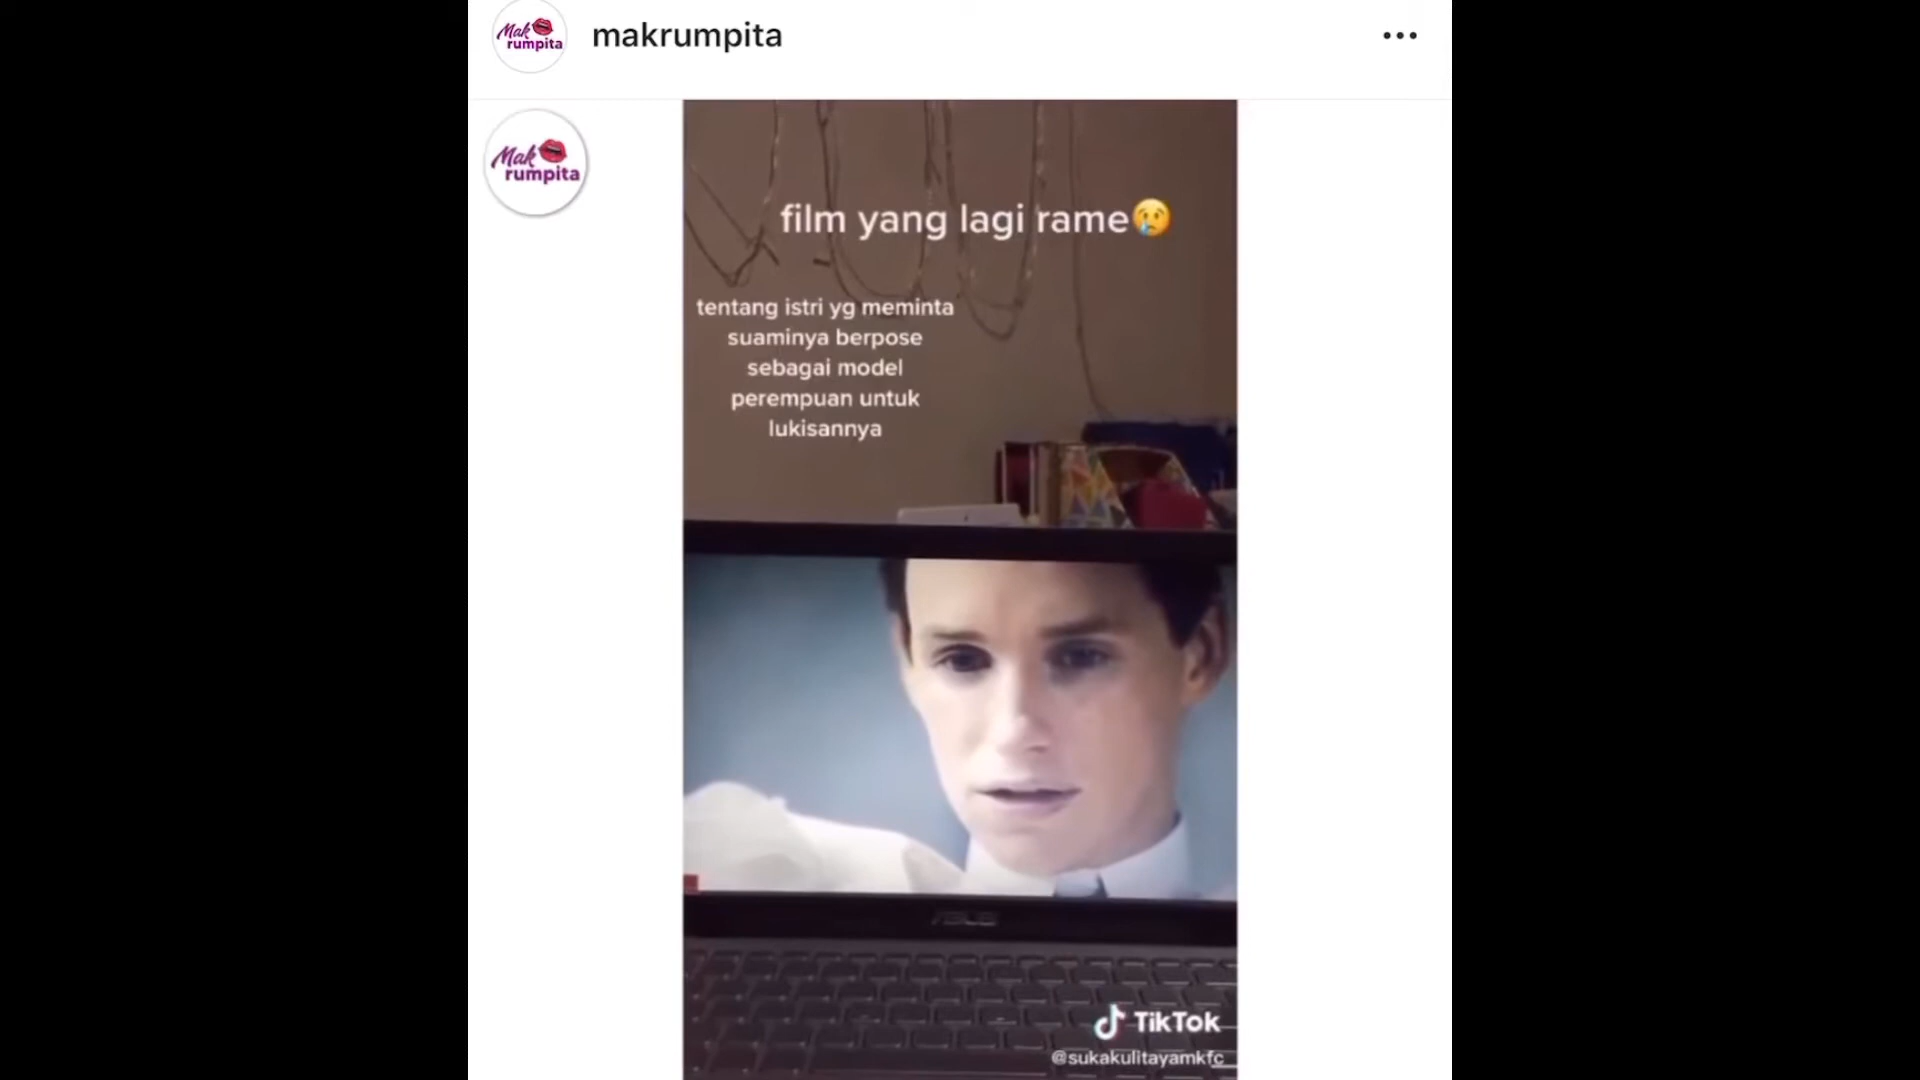 Mak
rumpita
makrumpita
Mak
rumpita
film yang lagi rame😢
tentang istri yg meminta
suaminya berpose
sebagai model
perempuan untuk
lukisannya
ASUS
TikTok
@sukakulitayamkfc